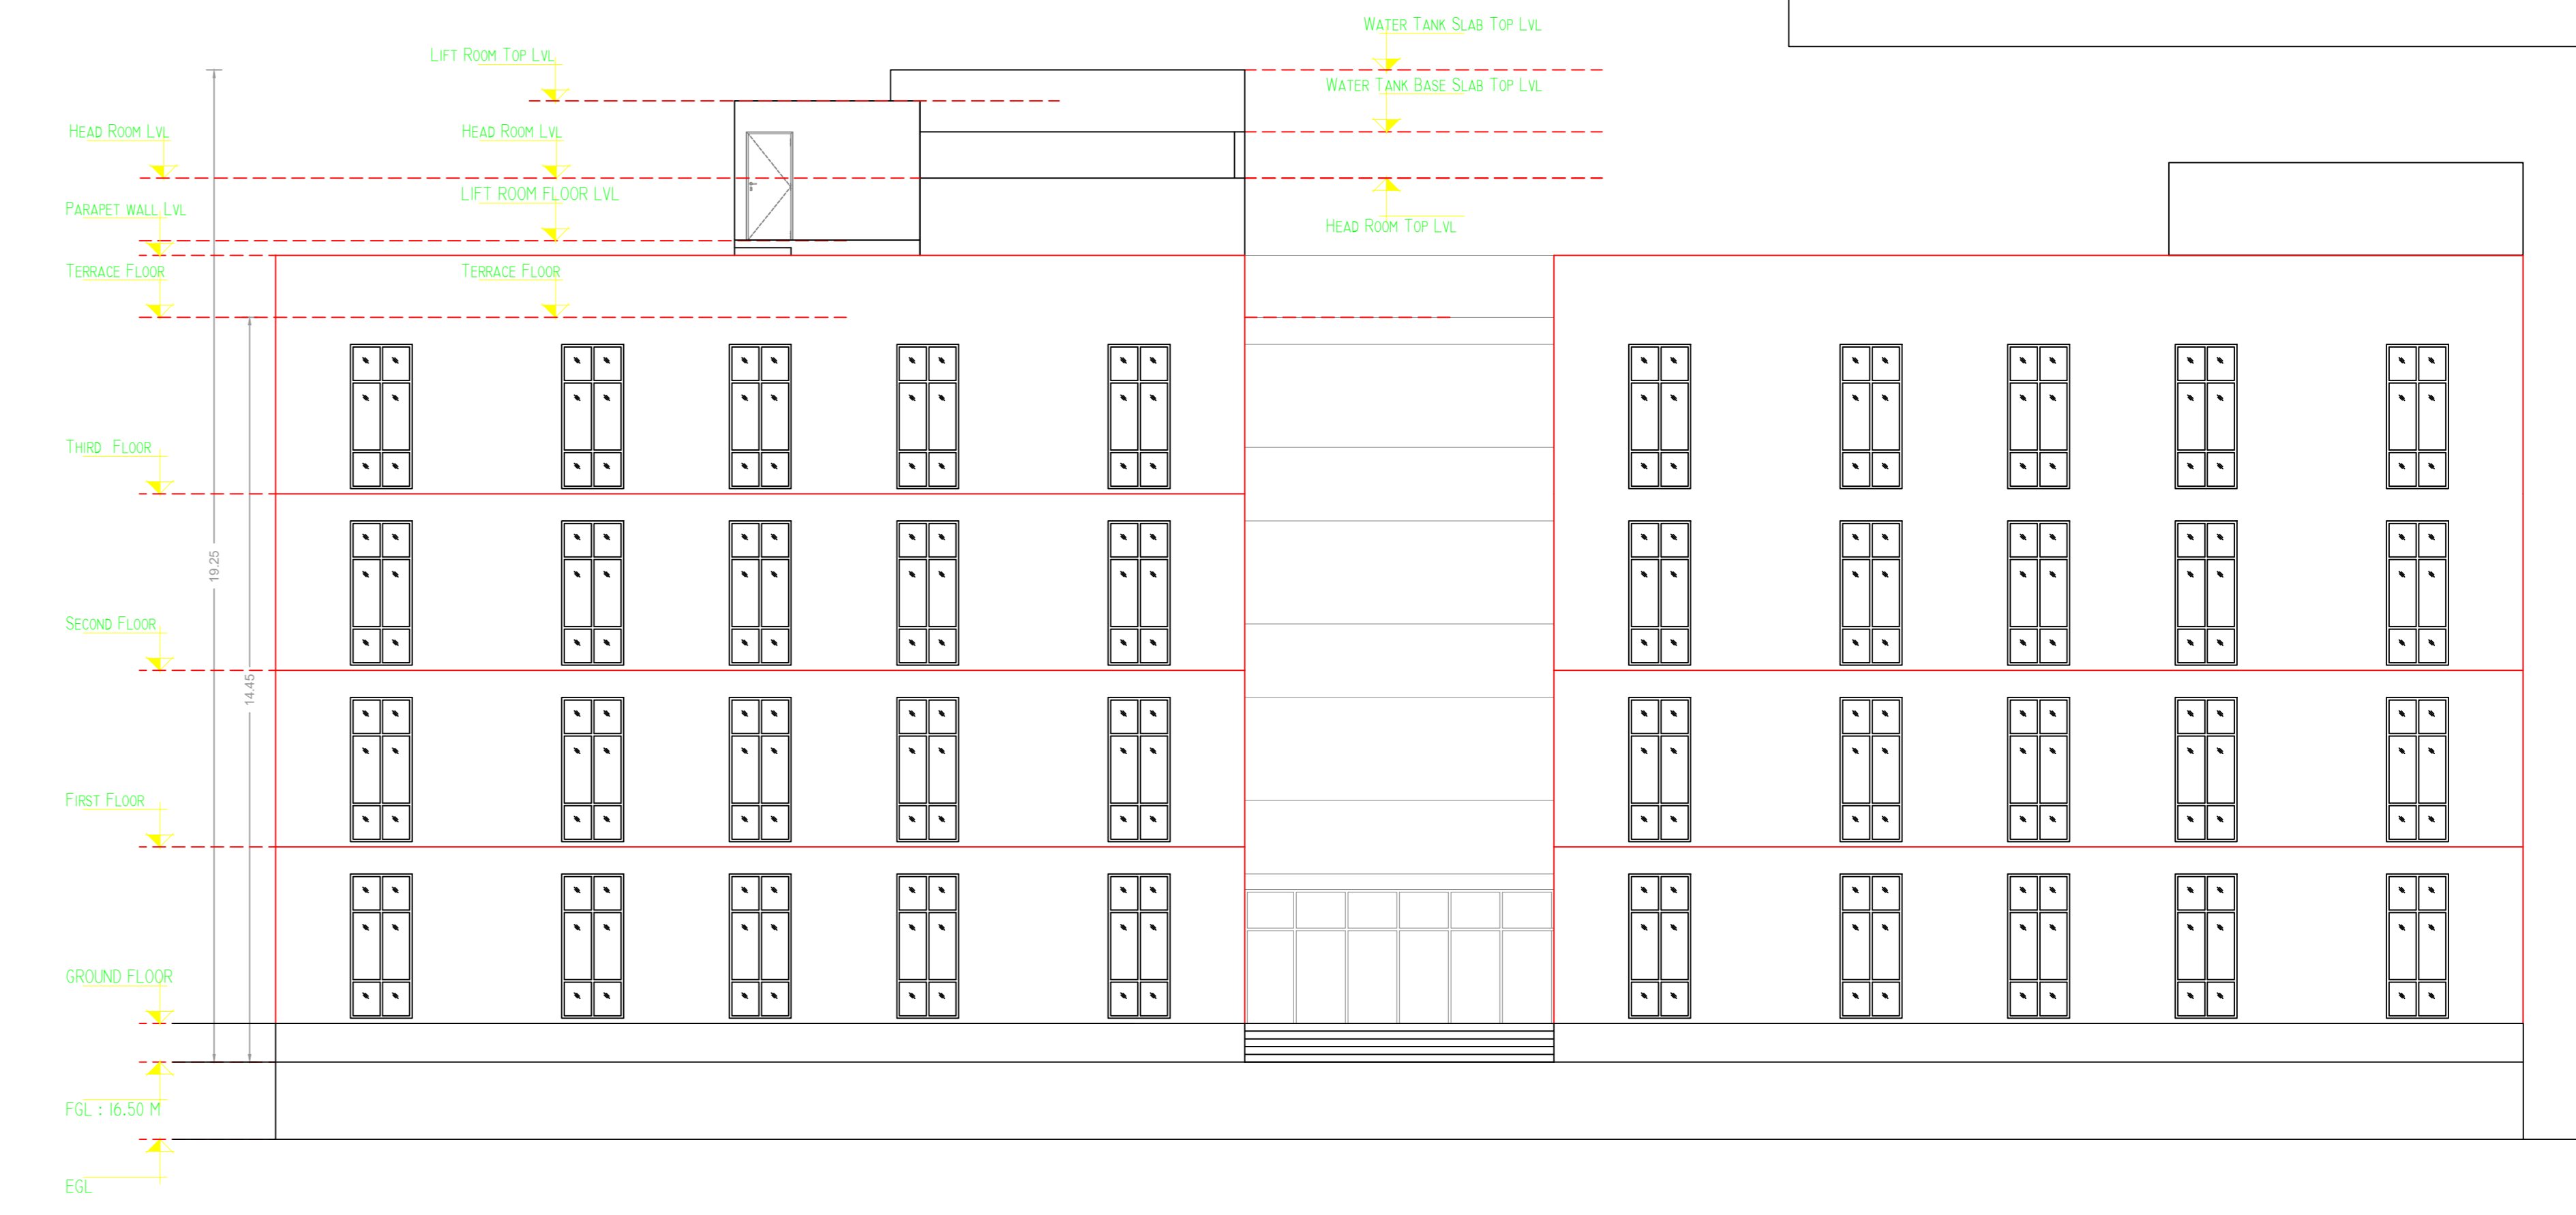 Water Tank Slab Top Lvl
Lift Room Top Lvl
Water Tank Base Slab Top Lvl
Head Room Lvl
Head Room Lvl
LIFT ROOM FLOOR LVL
Parapet wall Lvl
Head Room Top Lvl
Terrace Floor
Terrace Floor
Third Floor
19.25
Second Floor
14.45
First Floor
GROUND FLOOR
FGL : 16.50 M
EGL